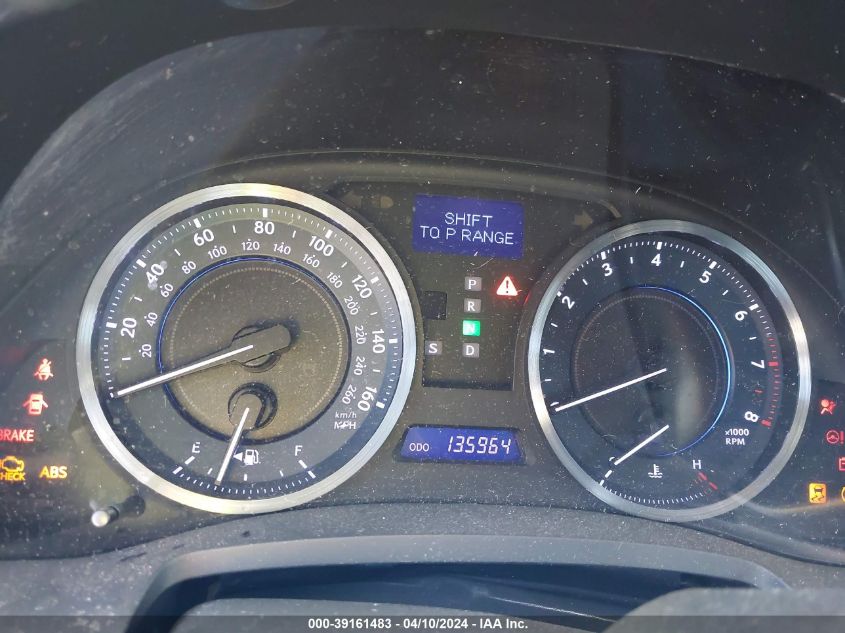 SHIFT
TO P RANGE
20 40 60 80 100 120 140 160
20 40 60 80 100 120 140 160 180 200 220 240 260
km/h
MPH
E F
P
R
N
S D
ODO 135964
1 2 3 4 5 6 7 8
x1000
RPM
H
BRAKE
CHECK ABS
000-39161483 - 04/10/2024 - IAA Inc.